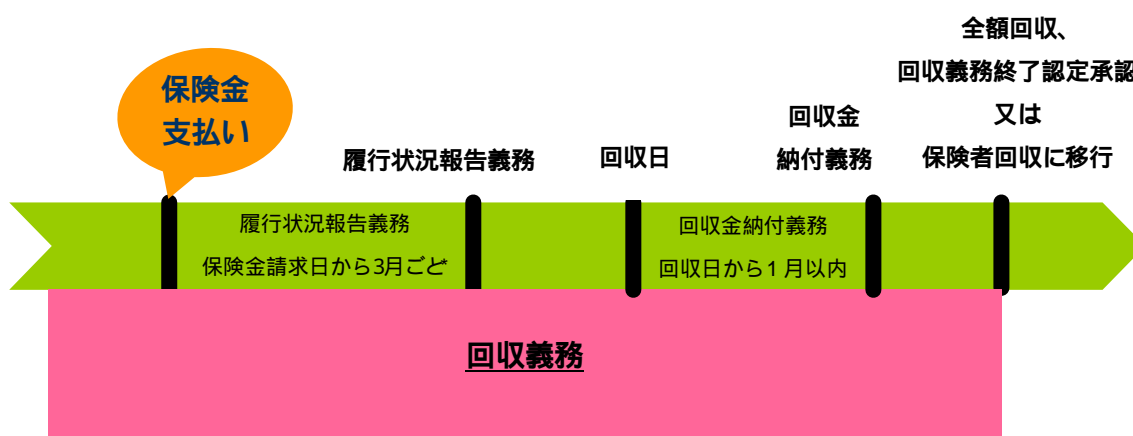 全額回収、
回収義務終了認定承認
又は
保険者回収に移行
保険金
支払い
履行状況報告義務
回収日
回収金
納付義務
履行状況報告義務
保険金請求日から3月ごど*
回収金納付義務
回収日から1月以内
回収義務